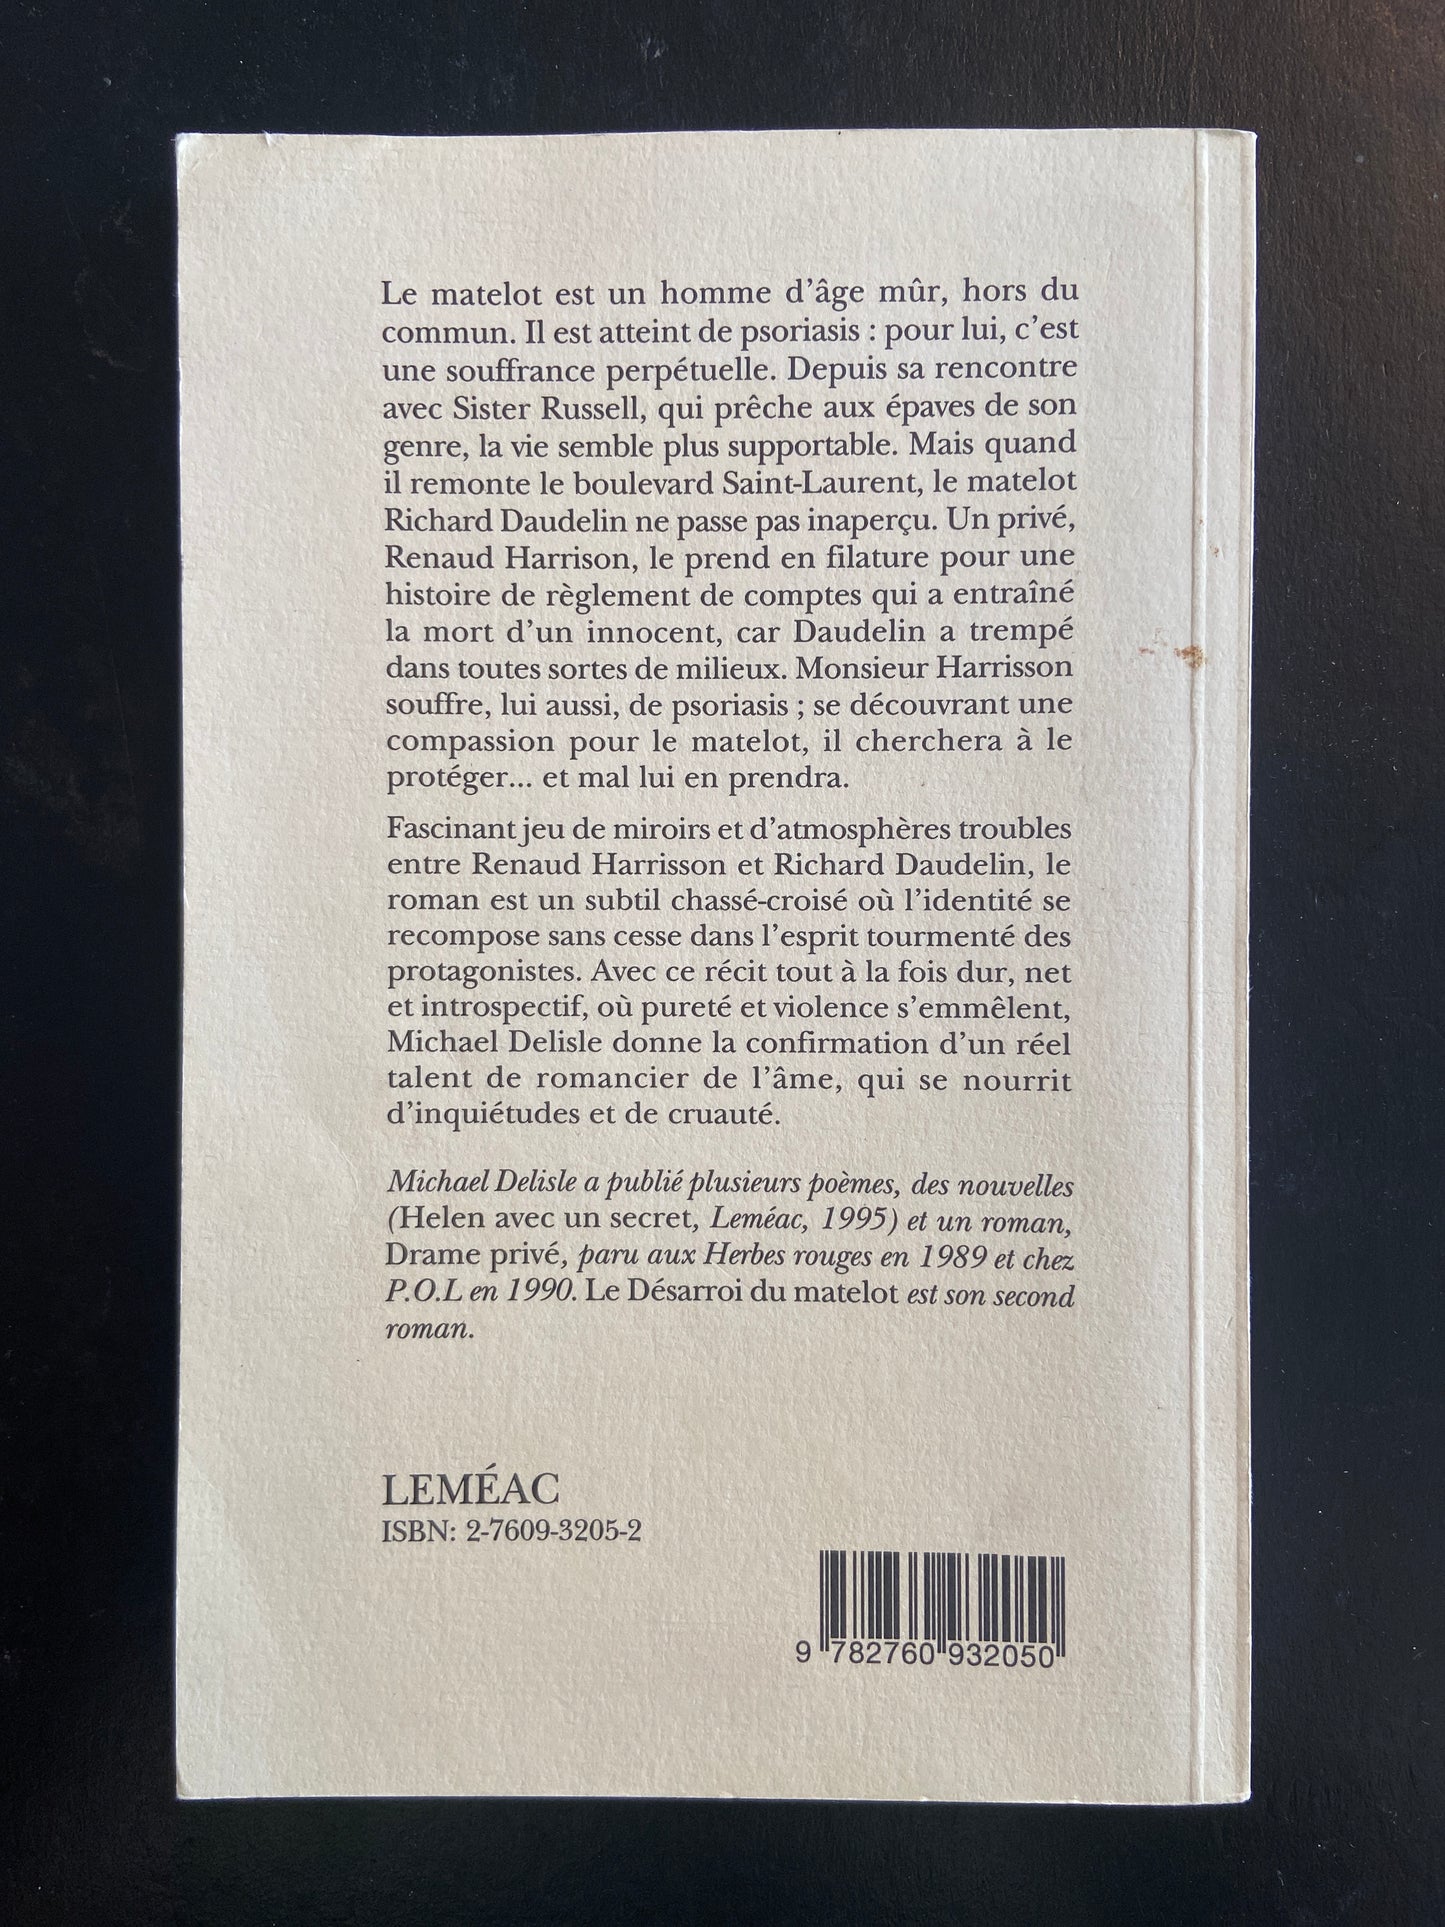 Le matelot est un homme d'âge mûr, hors du
commun. Il est atteint de psoriasis : pour lui, c'est
une souffrance perpétuelle. Depuis sa rencontre
avec Sister Russell, qui prêche aux épaves de son
genre, la vie semble plus supportable. Mais quand
il remonte le boulevard Saint-Laurent, le matelot
Richard Daudelin ne passe pas inaperçu. Un privé,
Renaud Harrison, le prend en filature pour une
histoire de règlement de comptes qui a entraîné
la mort d'un innocent, car Daudelin a trempé
dans toutes sortes de milieux. Monsieur Harrisson
souffre, lui aussi, de psoriasis ; se découvrant une
compassion pour le matelot, il cherchera à le
protéger... et mal lui en prendra.
Fascinant jeu de miroirs et d'atmosphères troubles
entre Renaud Harrisson et Richard Daudelin, le
roman est un subtil chassé-croisé où l'identité se
recompose sans cesse dans l'esprit tourmenté des
protagonistes. Avec ce récit tout à la fois dur, net
et introspectif, où pureté et violence s'emmêlent,
Michael Delisle donne la confirmation d'un réel
talent de romancier de l'âme, qui se nourrit
d'inquiétudes et de cruauté.
Michael Delisle a publié plusieurs poèmes, des nouvelles
(Helen avec un secret, Leméac, 1995) et un roman,
Drame privé, paru aux Herbes rouges en 1989 et chez
P.O.L en 1990. Le Désarroi du matelot est son second
roman.
LEMÉAC
ISBN: 2-7609-3205-2
9 782760 932050